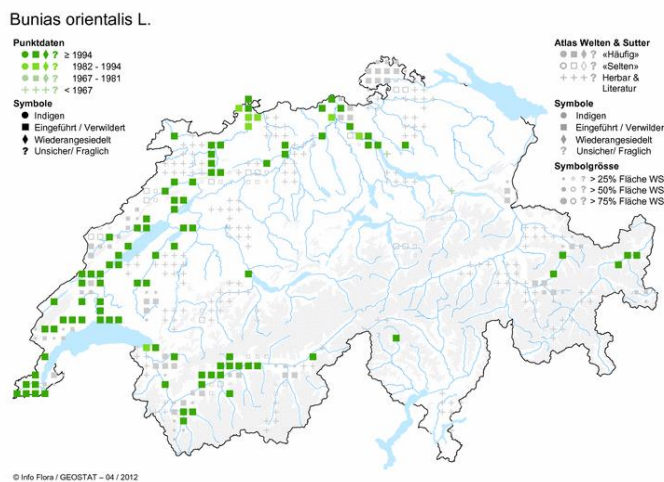 Bunias orientalis L.
Punktdaten
≥ 1994
1982 - 1994
1967 - 1981
< 1967
Symbole
Indigen
Eingeführt / Verwildert
Wiederangesiedelt
? Unsicher/ Fraglich
Atlas Welten & Sutter
«Häufig»
«Selten»
Herbar &
Literatur
Symbole
Indigen
Eingeführt / Verwilder
Wiederangesiedelt
? Unsicher/ Fraglich
Symbolgrösse
> 25% Fläche WS
> 50% Fläche WS
> 75% Fläche WS
© Info Flora / GEOSTAT – 04 / 2012